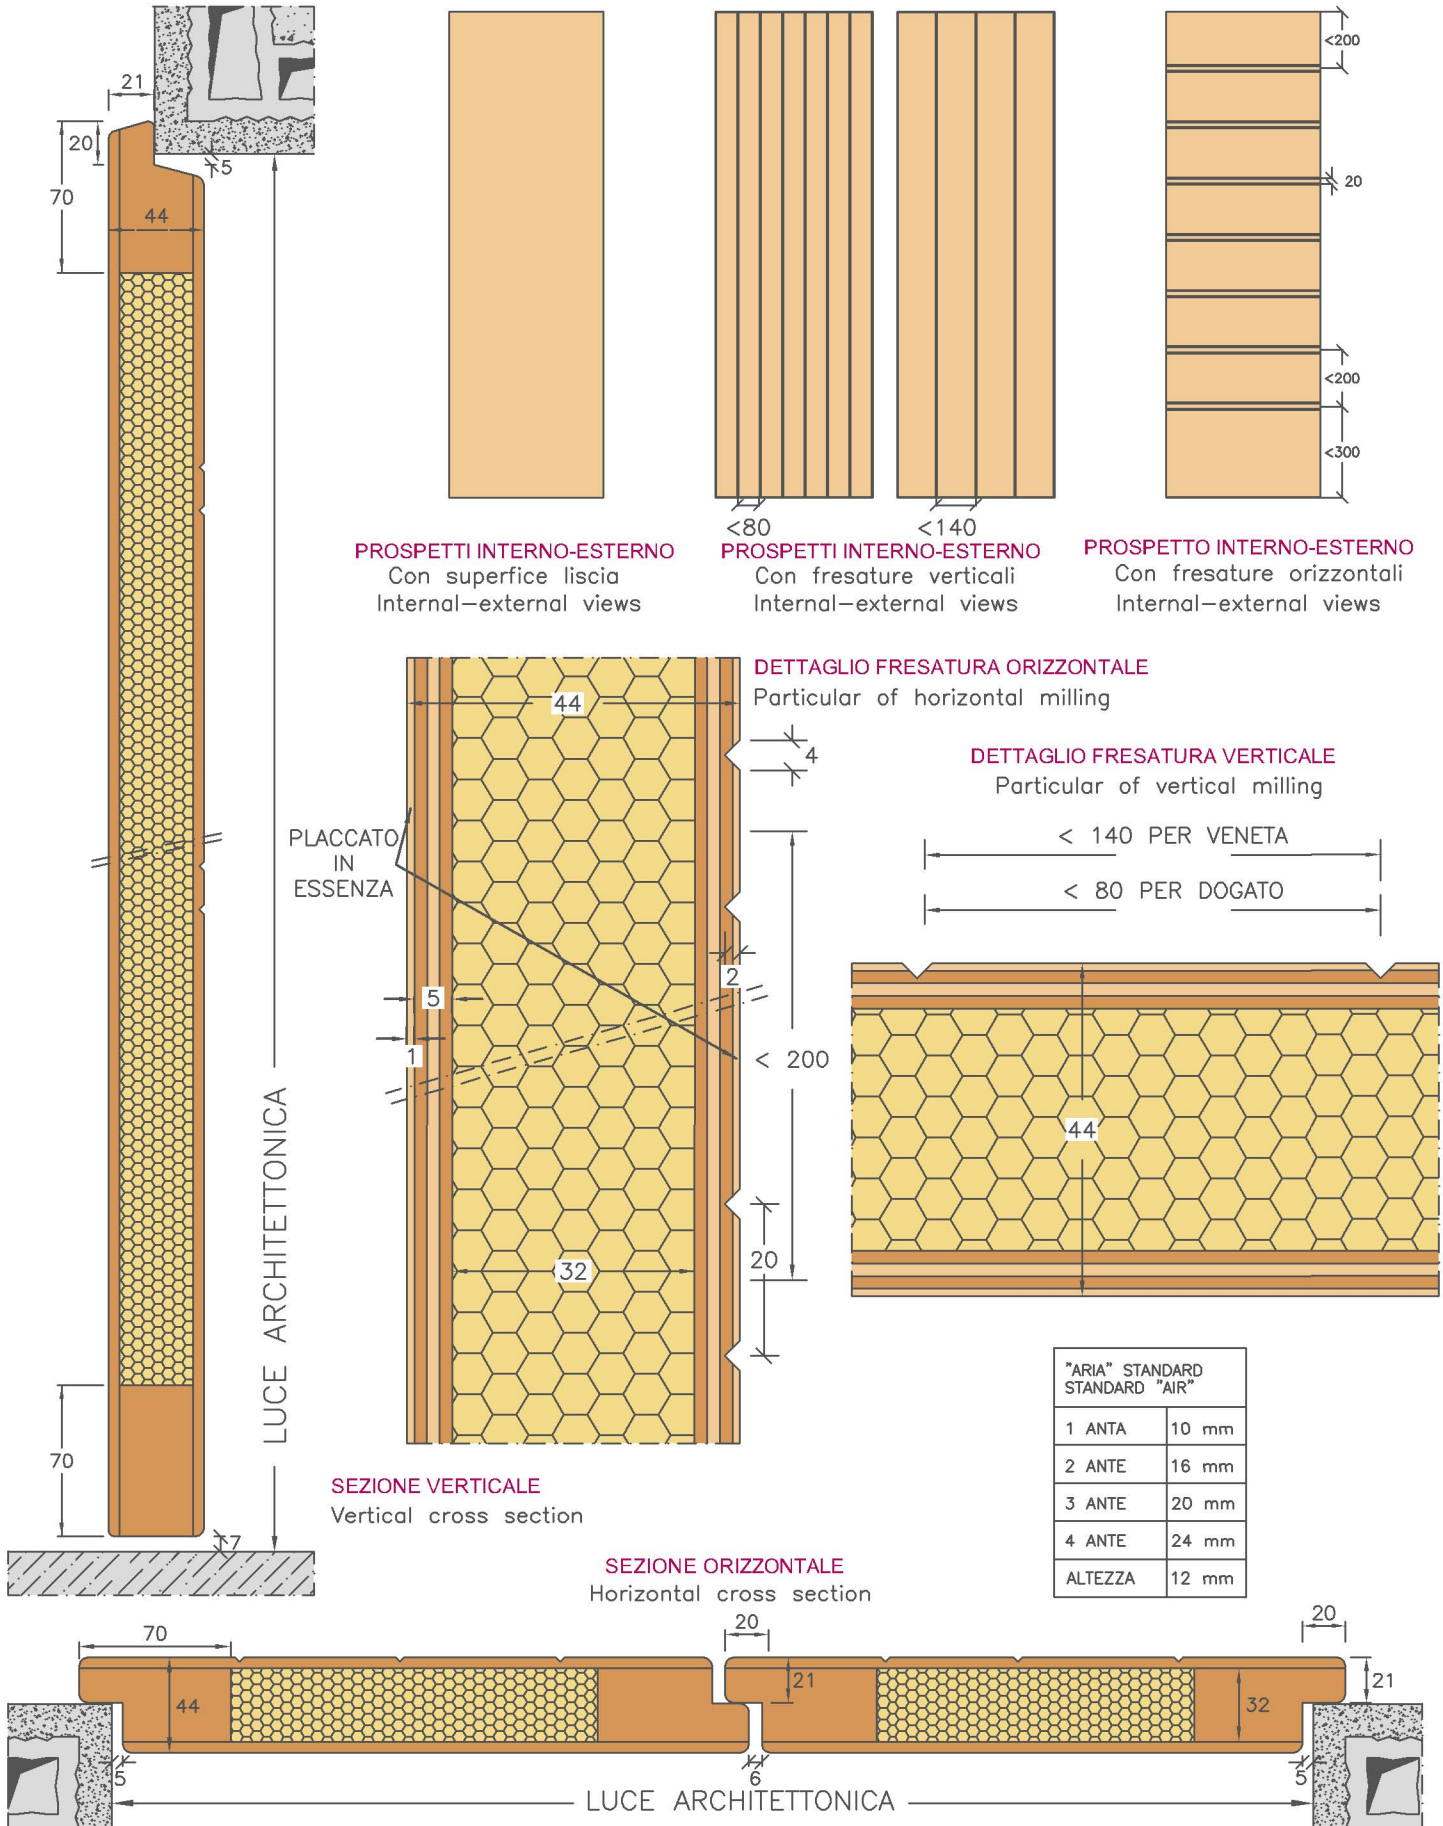 21
20
70
5
44
70
7
LUCE ARCHITETTONICA
<80
<140
<200
20
<200
<300
PROSPETTI INTERNO-ESTERNO
Con superfice liscia
Internal-external views
PROSPETTI INTERNO-ESTERNO
Con fresature verticali
Internal-external views
PROSPETTO INTERNO-ESTERNO
Con fresature orizzontali
Internal-external views
DETTAGLIO FRESATURA ORIZZONTALE
Particular of horizontal milling
44
4
PLACCATO
IN
ESSENZA
2
5
1
< 200
20
32
DETTAGLIO FRESATURA VERTICALE
Particular of vertical milling
< 140 PER VENETA
< 80 PER DOGATO
44
SEZIONE VERTICALE
Vertical cross section
"ARIA" STANDARD
STANDARD "AIR"
1 ANTA 10 mm
2 ANTE 16 mm
3 ANTE 20 mm
4 ANTE 24 mm
ALTEZZA 12 mm
SEZIONE ORIZZONTALE
Horizontal cross section
70
20
20
44
21
32
21
5
6
5
LUCE ARCHITETTONICA